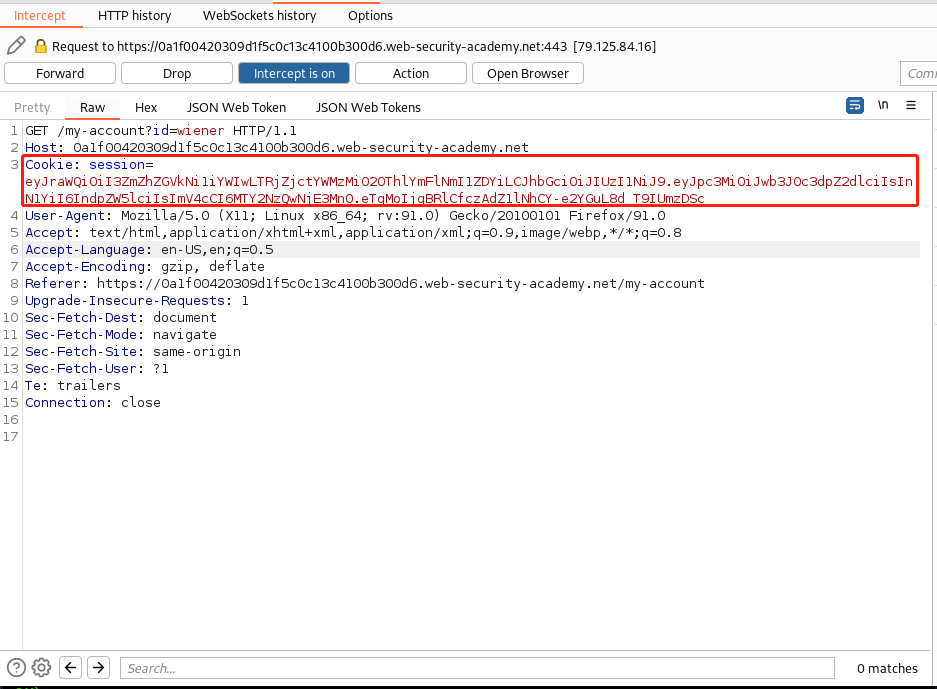 Intercept HTTP history WebSockets history Options
Request to https://0a1f00420309d1f5c0c13c4100b300d6.web-security-academy.net:443 [79.125.84.16]
Forward Drop Intercept is on Action Open Browser
Pretty Raw Hex JSON Web Token JSON Web Tokens \n
1 GET /my-account?id=wiener HTTP/1.1
2 Host: 0a1f00420309d1f5c0c13c4100b300d6.web-security-academy.net
3 Cookie: session=
eyJraWQiOiI3ZmZhZGVkNi1iYWIwLTRjZjctYWMzMi02OThlYmFlNmI1ZDYiLCJhbGciOiJIUzI1NiJ9.eyJpc3MiOiJwb3J0c3dpZ2dlciIsIn
N1YiI6IndpZW5lciIsImV4cCI6MTY2NzQwNjE3Mn0.eTqMoIjgBRlCfczAdZ1lNhCY-e2YGuL8d_T9IUmzDSc
4 User-Agent: Mozilla/5.0 (X11; Linux x86_64; rv:91.0) Gecko/20100101 Firefox/91.0
5 Accept: text/html,application/xhtml+xml,application/xml;q=0.9,image/webp,*/*;q=0.8
6 Accept-Language: en-US,en;q=0.5
7 Accept-Encoding: gzip, deflate
8 Referer: https://0a1f00420309d1f5c0c13c4100b300d6.web-security-academy.net/my-account
9 Upgrade-Insecure-Requests: 1
10 Sec-Fetch-Dest: document
11 Sec-Fetch-Mode: navigate
12 Sec-Fetch-Site: same-origin
13 Sec-Fetch-User: ?1
14 Te: trailers
15 Connection: close
16
17
Search... 0 matches